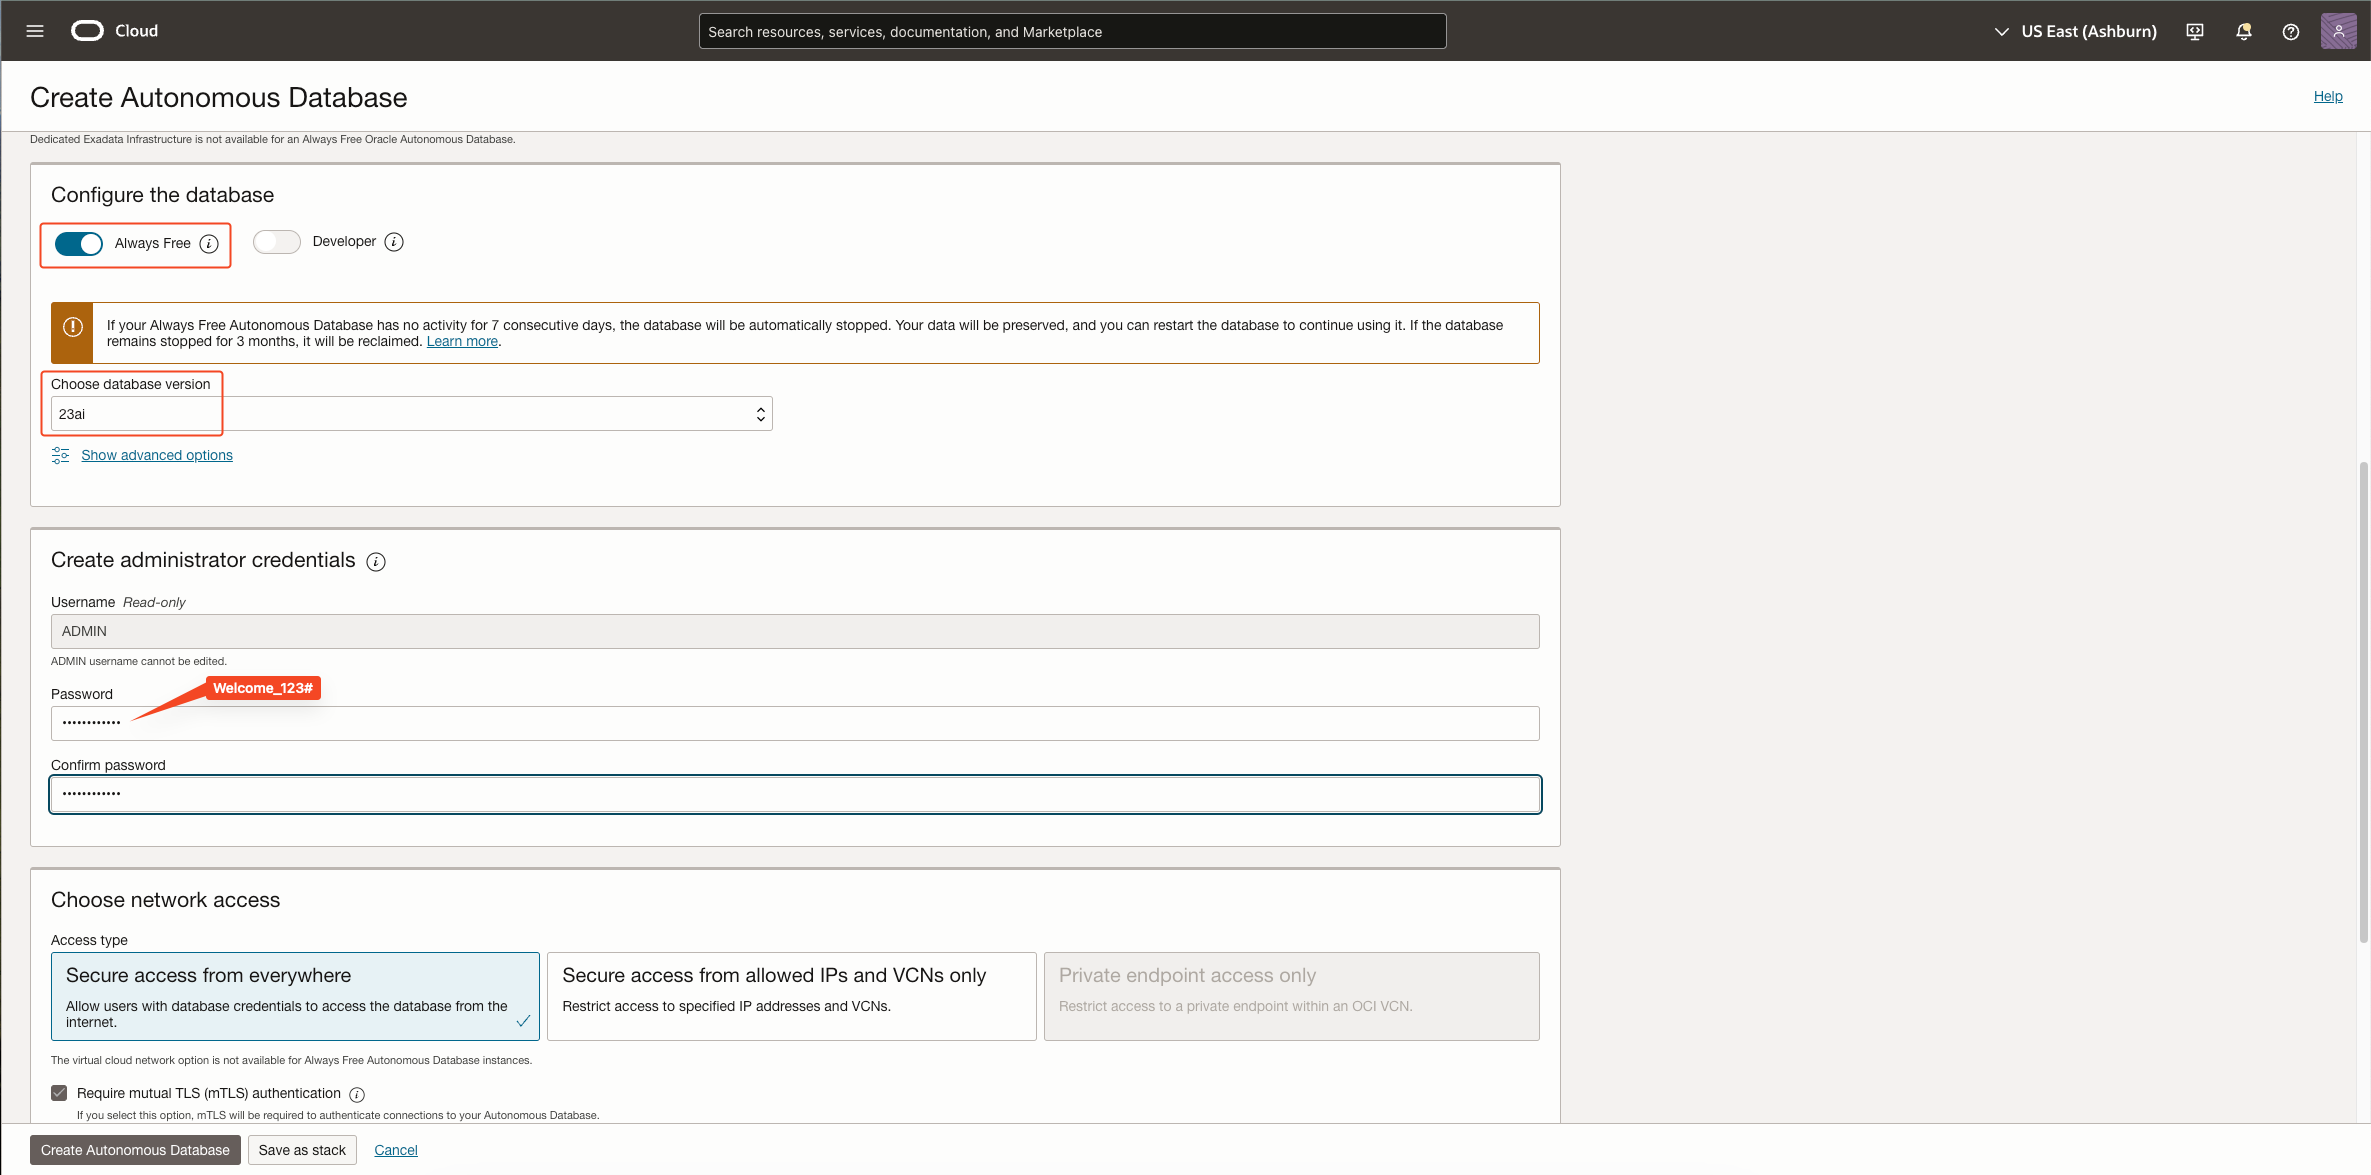 Cloud
Search resources, services, documentation, and Marketplace
US East (Ashburn)
Create Autonomous Database
Help
Dedicated Exadata Infrastructure is not available for an Always Free Oracle Autonomous Database.
Configure the database
Always Free
Developer
If your Always Free Autonomous Database has no activity for 7 consecutive days, the database will be automatically stopped. Your data will be preserved, and you can restart the database to continue using it. If the database
remains stopped for 3 months, it will be reclaimed. Learn more.
Choose database version
23ai
Show advanced options
Create administrator credentials
Username Read-only
ADMIN
ADMIN username cannot be edited.
Welcome_123#
Password
••••••••••••
Confirm password
••••••••••••
Choose network access
Access type
Secure access from everywhere
Allow users with database credentials to access the database from the
internet.
Secure access from allowed IPs and VCNs only
Restrict access to specified IP addresses and VCNs.
Private endpoint access only
Restrict access to a private endpoint within an OCI VCN.
The virtual cloud network option is not available for Always Free Autonomous Database instances.
Require mutual TLS (mTLS) authentication
If you select this option, mTLS will be required to authenticate connections to your Autonomous Database.
Create Autonomous Database
Save as stack
Cancel